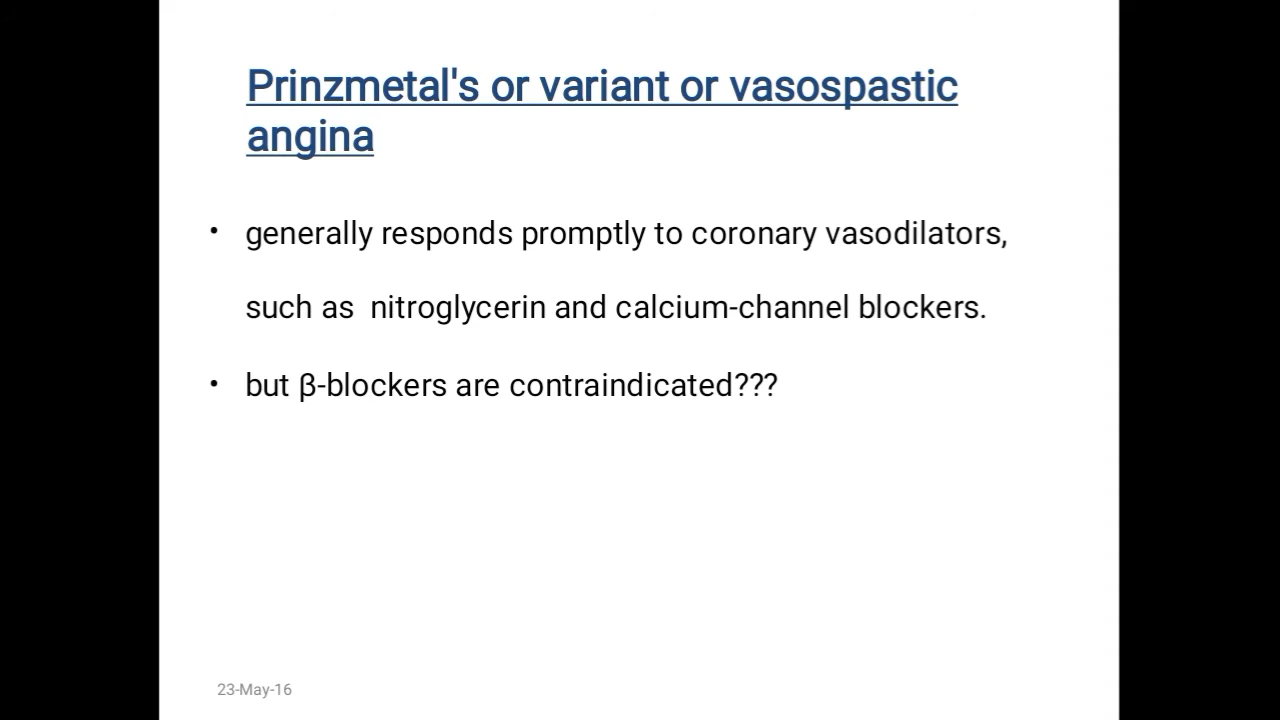 Prinzmetal's or variant or vasospastic
angina
• generally responds promptly to coronary vasodilators,
such as  nitroglycerin and calcium-channel blockers.
• but β-blockers are contraindicated???
23-May-16